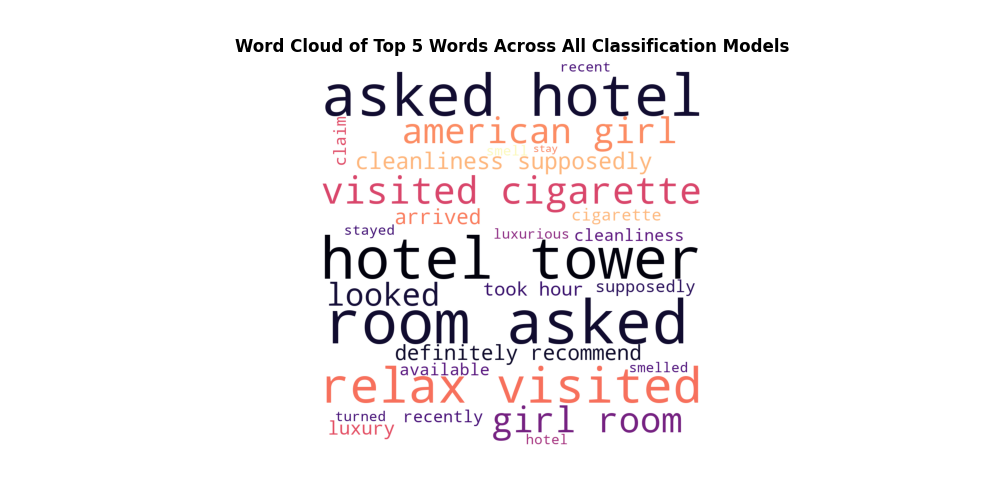 Word Cloud of Top 5 Words Across All Classification Models
recent
asked hotel
claim
american girl
smell
stay
cleanliness supposedly
visited cigarette
arrived
cigarette
stayed
luxurious
cleanliness
hotel tower
looked
took hour
supposedly
room asked
definitely recommend
available
smelled
relax visited
turned
recently
girl room
luxury
hotel